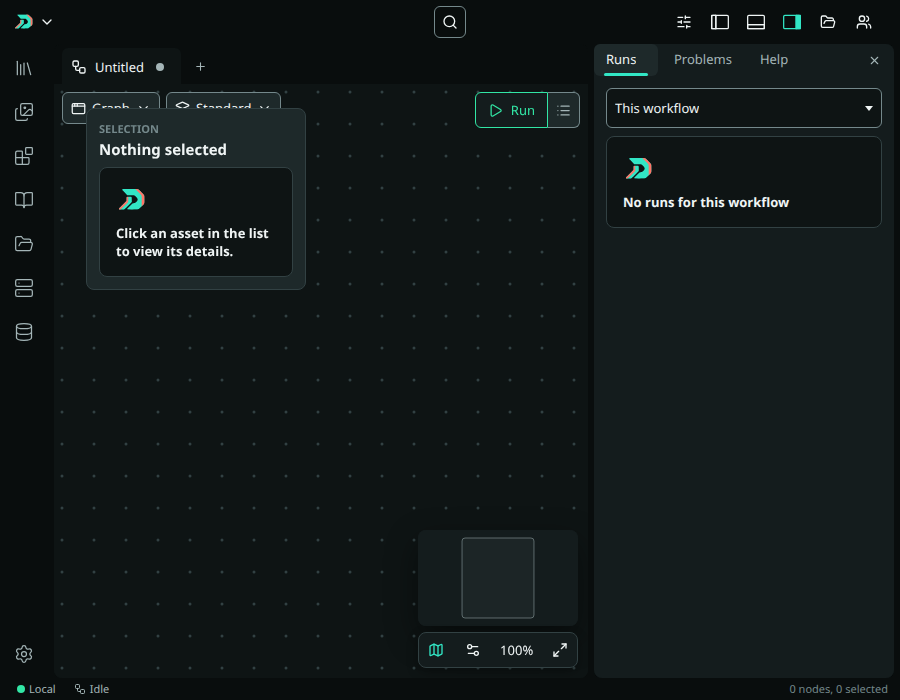 Untitled
Graph
Standard
Run
SELECTION
Nothing selected
Click an asset in the list
to view its details.
100%
Runs
Problems
Help
This workflow
No runs for this workflow
Local
Idle
0 nodes, 0 selected